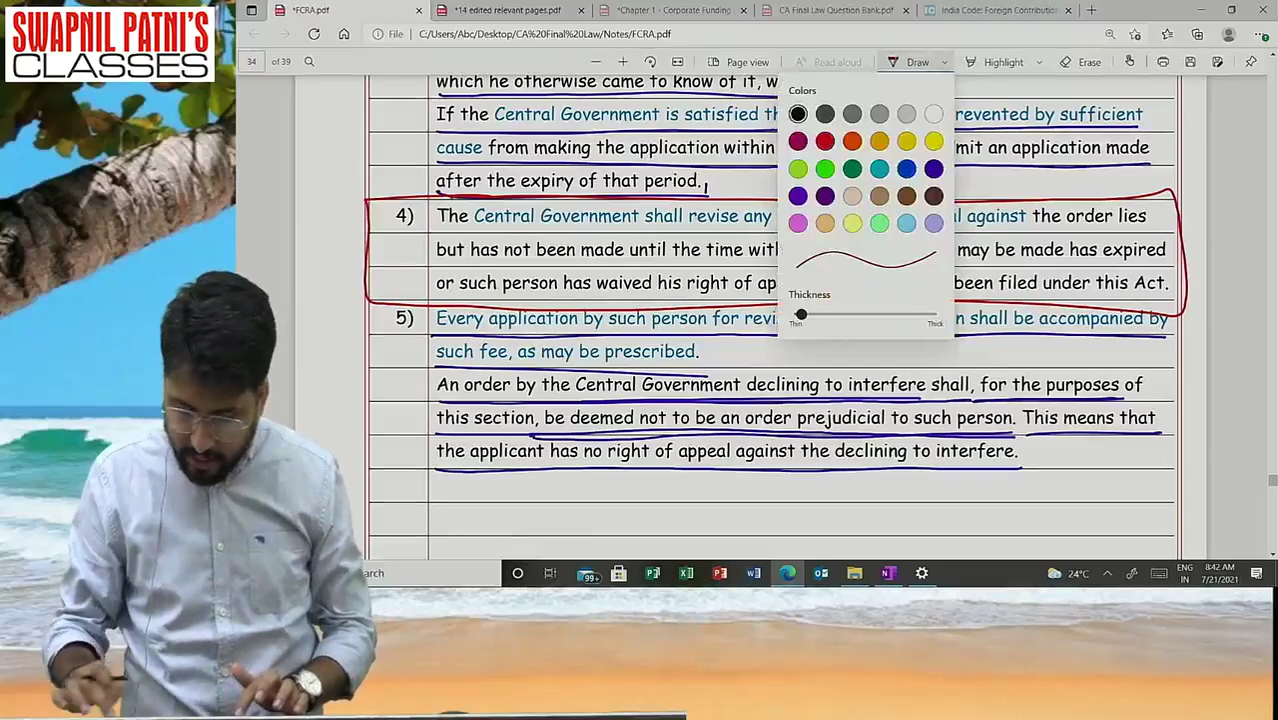 SWAPNIL PATNI'S
CLASSES
*FCRA.pdf
*14 edited relevant pages.pdf
*Chapter 1 - Corporate Funding
CA Final Law Question Bank.pdf
India Code: Foreign Contributio
File
C:/Users/Abc/Desktop/CA%20Final%20Law/Notes/FCRA.pdf
34 of 39
Page view
Read aloud
Draw
Highlight
Erase
Colors
Thickness
Thin
Thick
which he otherwise came to know of it, w
If the Central Government is satisfied th revented by sufficient
cause from making the application within mit an application made
after the expiry of that period.
4) The Central Government shall revise any l against the order lies
but has not been made until the time with may be made has expired
or such person has waived his right of ap been filed under this Act.
5) Every application by such person for revi n shall be accompanied by
such fee, as may be prescribed.
An order by the Central Government declining to interfere shall, for the purposes of
this section, be deemed not to be an order prejudicial to such person. This means that
the applicant has no right of appeal against the declining to interfere.
arch
99+
24°C
ENG
IN
8:42 AM
7/21/2021